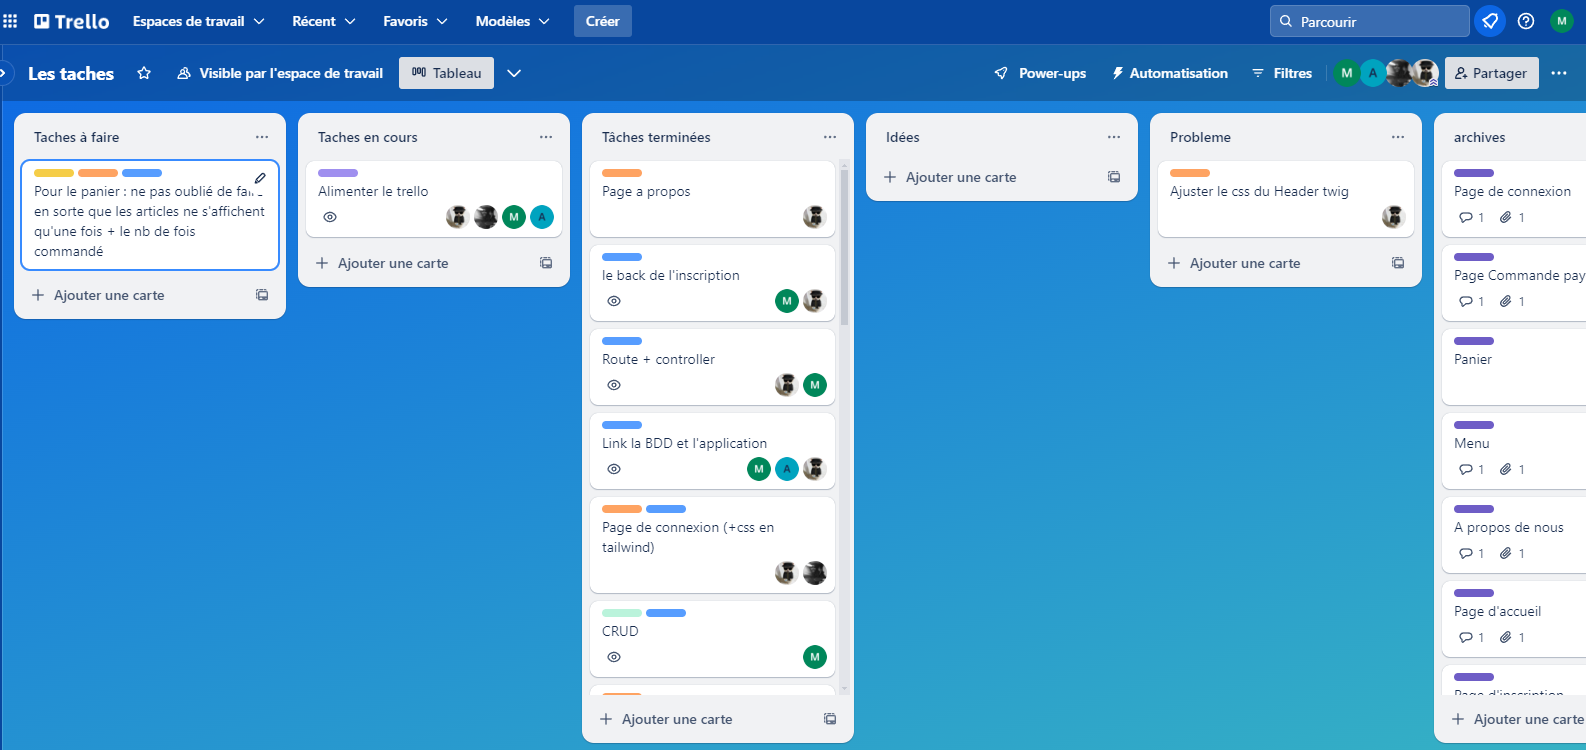 Trello
Espaces de travail
Récent
Favoris
Modèles
Créer
Parcourir
M
Les taches
Visible par l'espace de travail
Tableau
Power-ups
Automatisation
Filtres
M
A
Partager
Taches à faire
Pour le panier : ne pas oublié de
en sorte que les articles ne s'affichent
qu'une fois + le nb de fois
commandé
Ajouter une carte
Taches en cours
Alimenter le trello
M
A
Ajouter une carte
Tâches terminées
Page a propos
le back de l'inscription
M
Route + controller
M
Link la BDD et l'application
M
A
Page de connexion (+css en
tailwind)
CRUD
M
Ajouter une carte
Idées
Ajouter une carte
Probleme
Ajuster le css du Header twig
Ajouter une carte
archives
Page de connexion
1
1
Page Commande pay
1
1
Panier
Menu
1
1
A propos de nous
1
1
Page d'accueil
1
1
Page d'inscription
Ajouter une carte